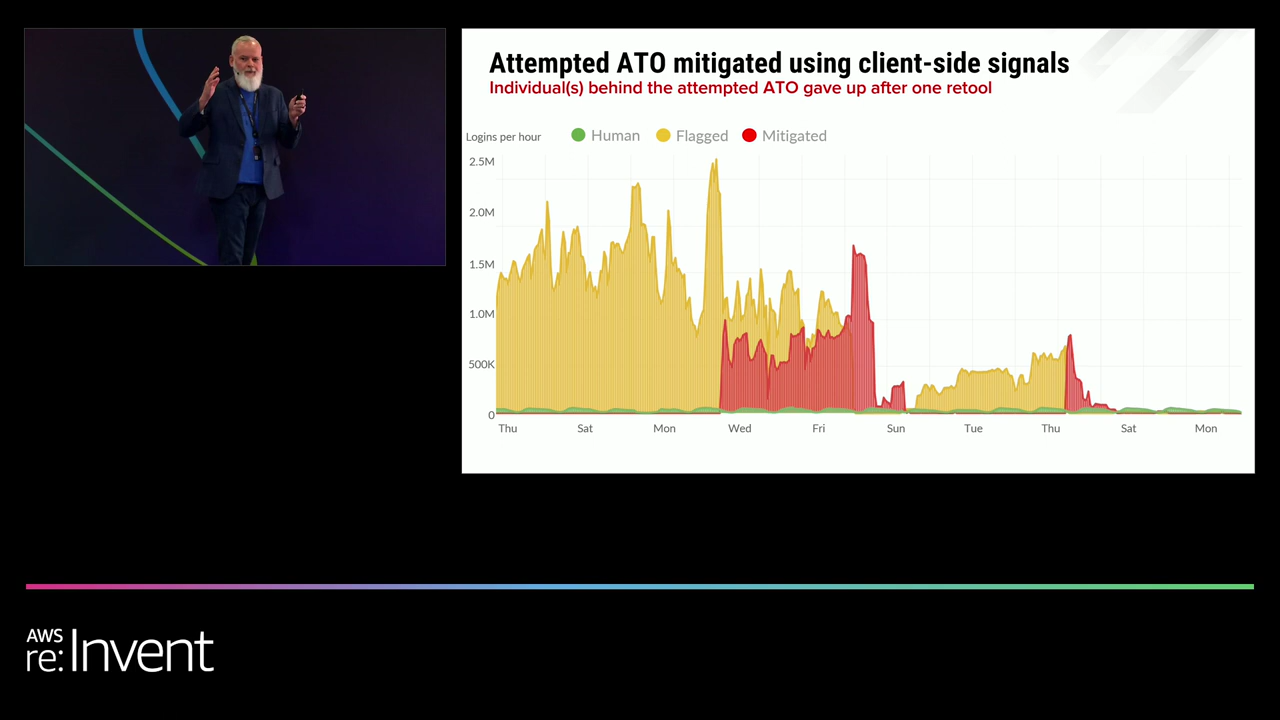 Attempted ATO mitigated using client-side signals
Individual(s) behind the attempted ATO gave up after one retool
Logins per hour
Human Flagged Mitigated
2.5M
2.0M
1.5M
1.0M
500K
0
Thu Sat Mon Wed Fri Sun Tue Thu Sat Mon
AWS
re:Invent